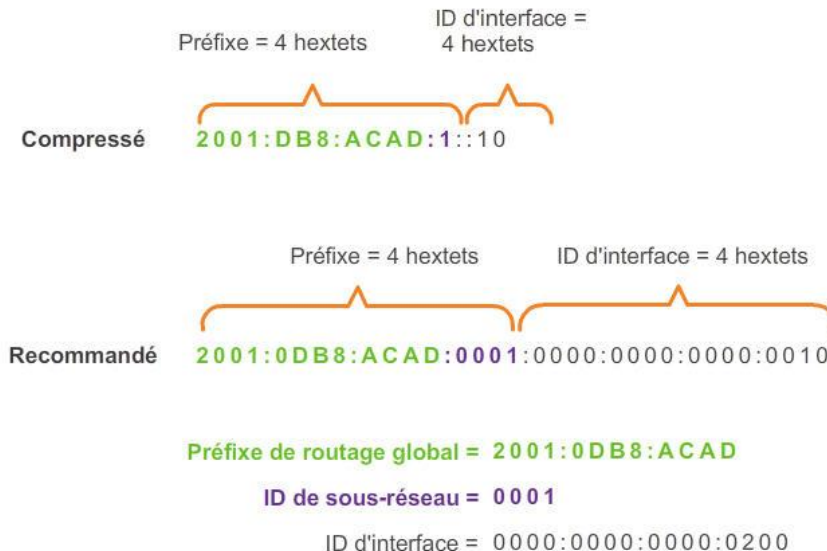 Préfixe = 4 hextets
ID d'interface =
4 hextets
Compressé 2001:DB8:ACAD:1::10
Préfixe = 4 hextets ID d'interface = 4 hextets
Recommandé 2001:0DB8:ACAD:0001:0000:0000:0000:0010
Préfixe de routage global = 2001:0DB8:ACAD
ID de sous-réseau = 0001
ID d'interface = 0000:0000:0000:0200